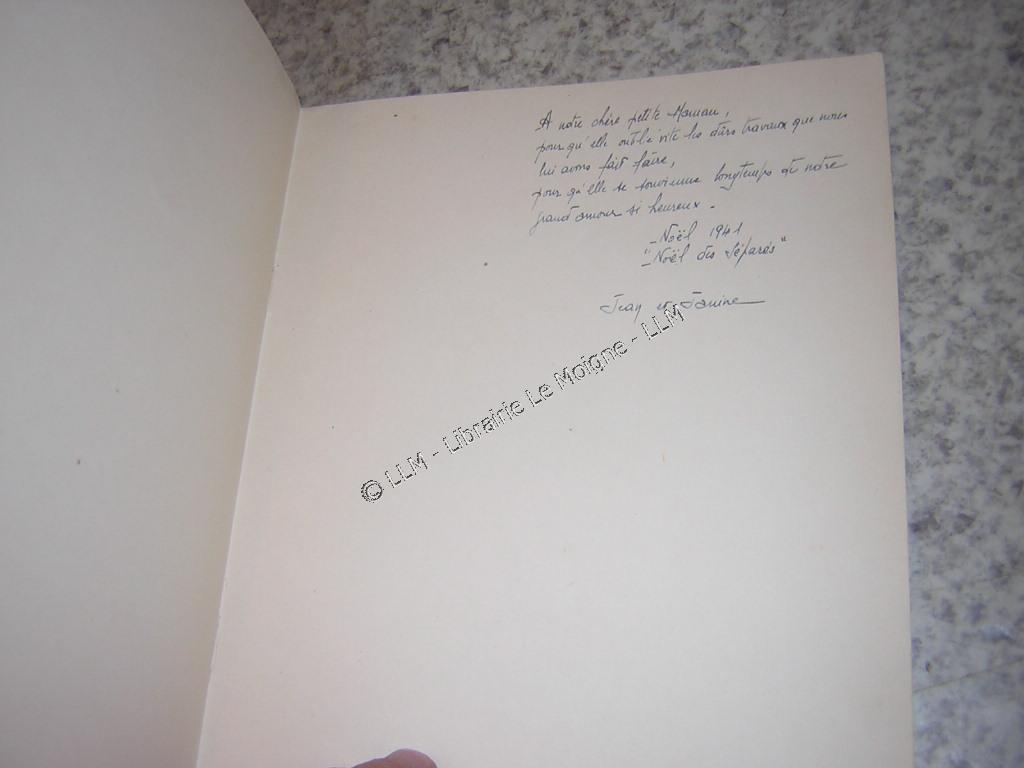 A notre chère petite Maman,
pour qu'elle oublie vite les durs travaux que nous
lui avons fait faire,
pour qu'elle se souvienne longtemps de notre
grand amour si heureux.
- Noël 1941
- "Noël des Séparés"
Jean et Janine
© LLM - Librairie Le Moigne - LLM